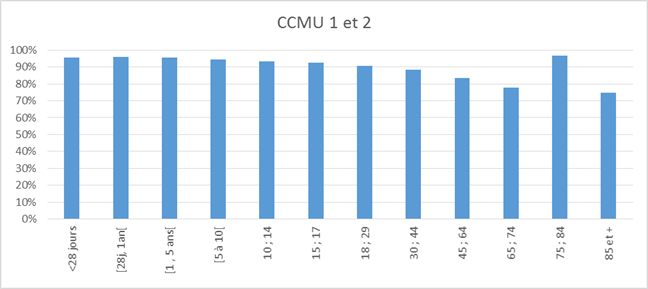 CCMU 1 et 2
100%
90%
80%
70%
60%
50%
40%
30%
20%
10%
0%
<28 jours
[28j, 1an[
[1 , 5 ans[
[5 à 10[
10 ; 14
15 ; 17
18 ; 29
30 ; 44
45 ; 64
65 ; 74
75 ; 84
85 et +